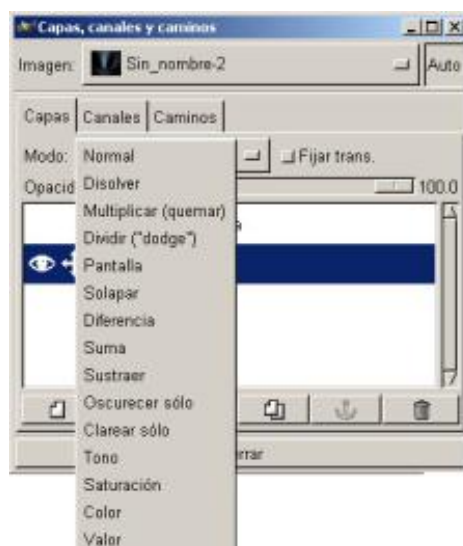 Capas, canales y caminos
Imagen: Sin_nombre-2 Auto
Capas Canales Caminos
Modo: Fijar trans.
Opacid 100.0
Normal
Disolver
Multiplicar (quemar)
Dividir ("dodge")
Pantalla
Solapar
Diferencia
Suma
Sustraer
Oscurecer sólo
Clarear sólo
Tono
Saturación
Color
Valor
rrar